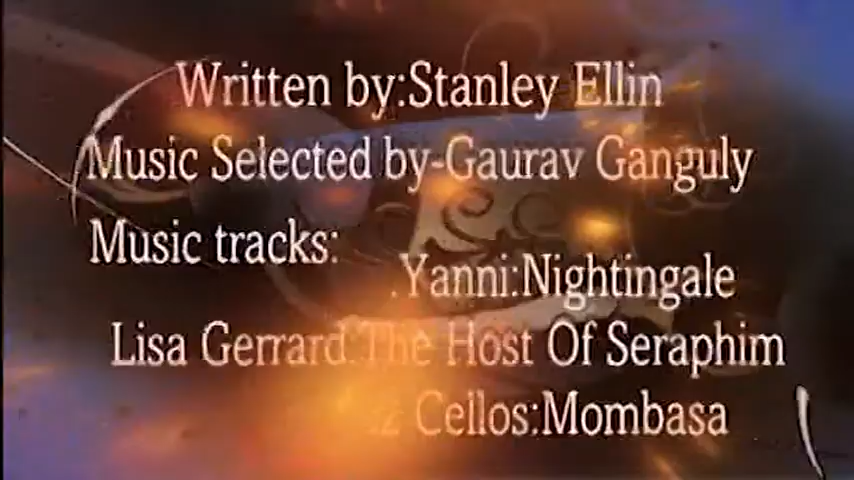 Written by:Stanley Ellin
Music Selected by-Gaurav Ganguly
Music tracks:
.Yanni:Nightingale
Lisa Gerrard:The Host Of Seraphim
2 Cellos:Mombasa